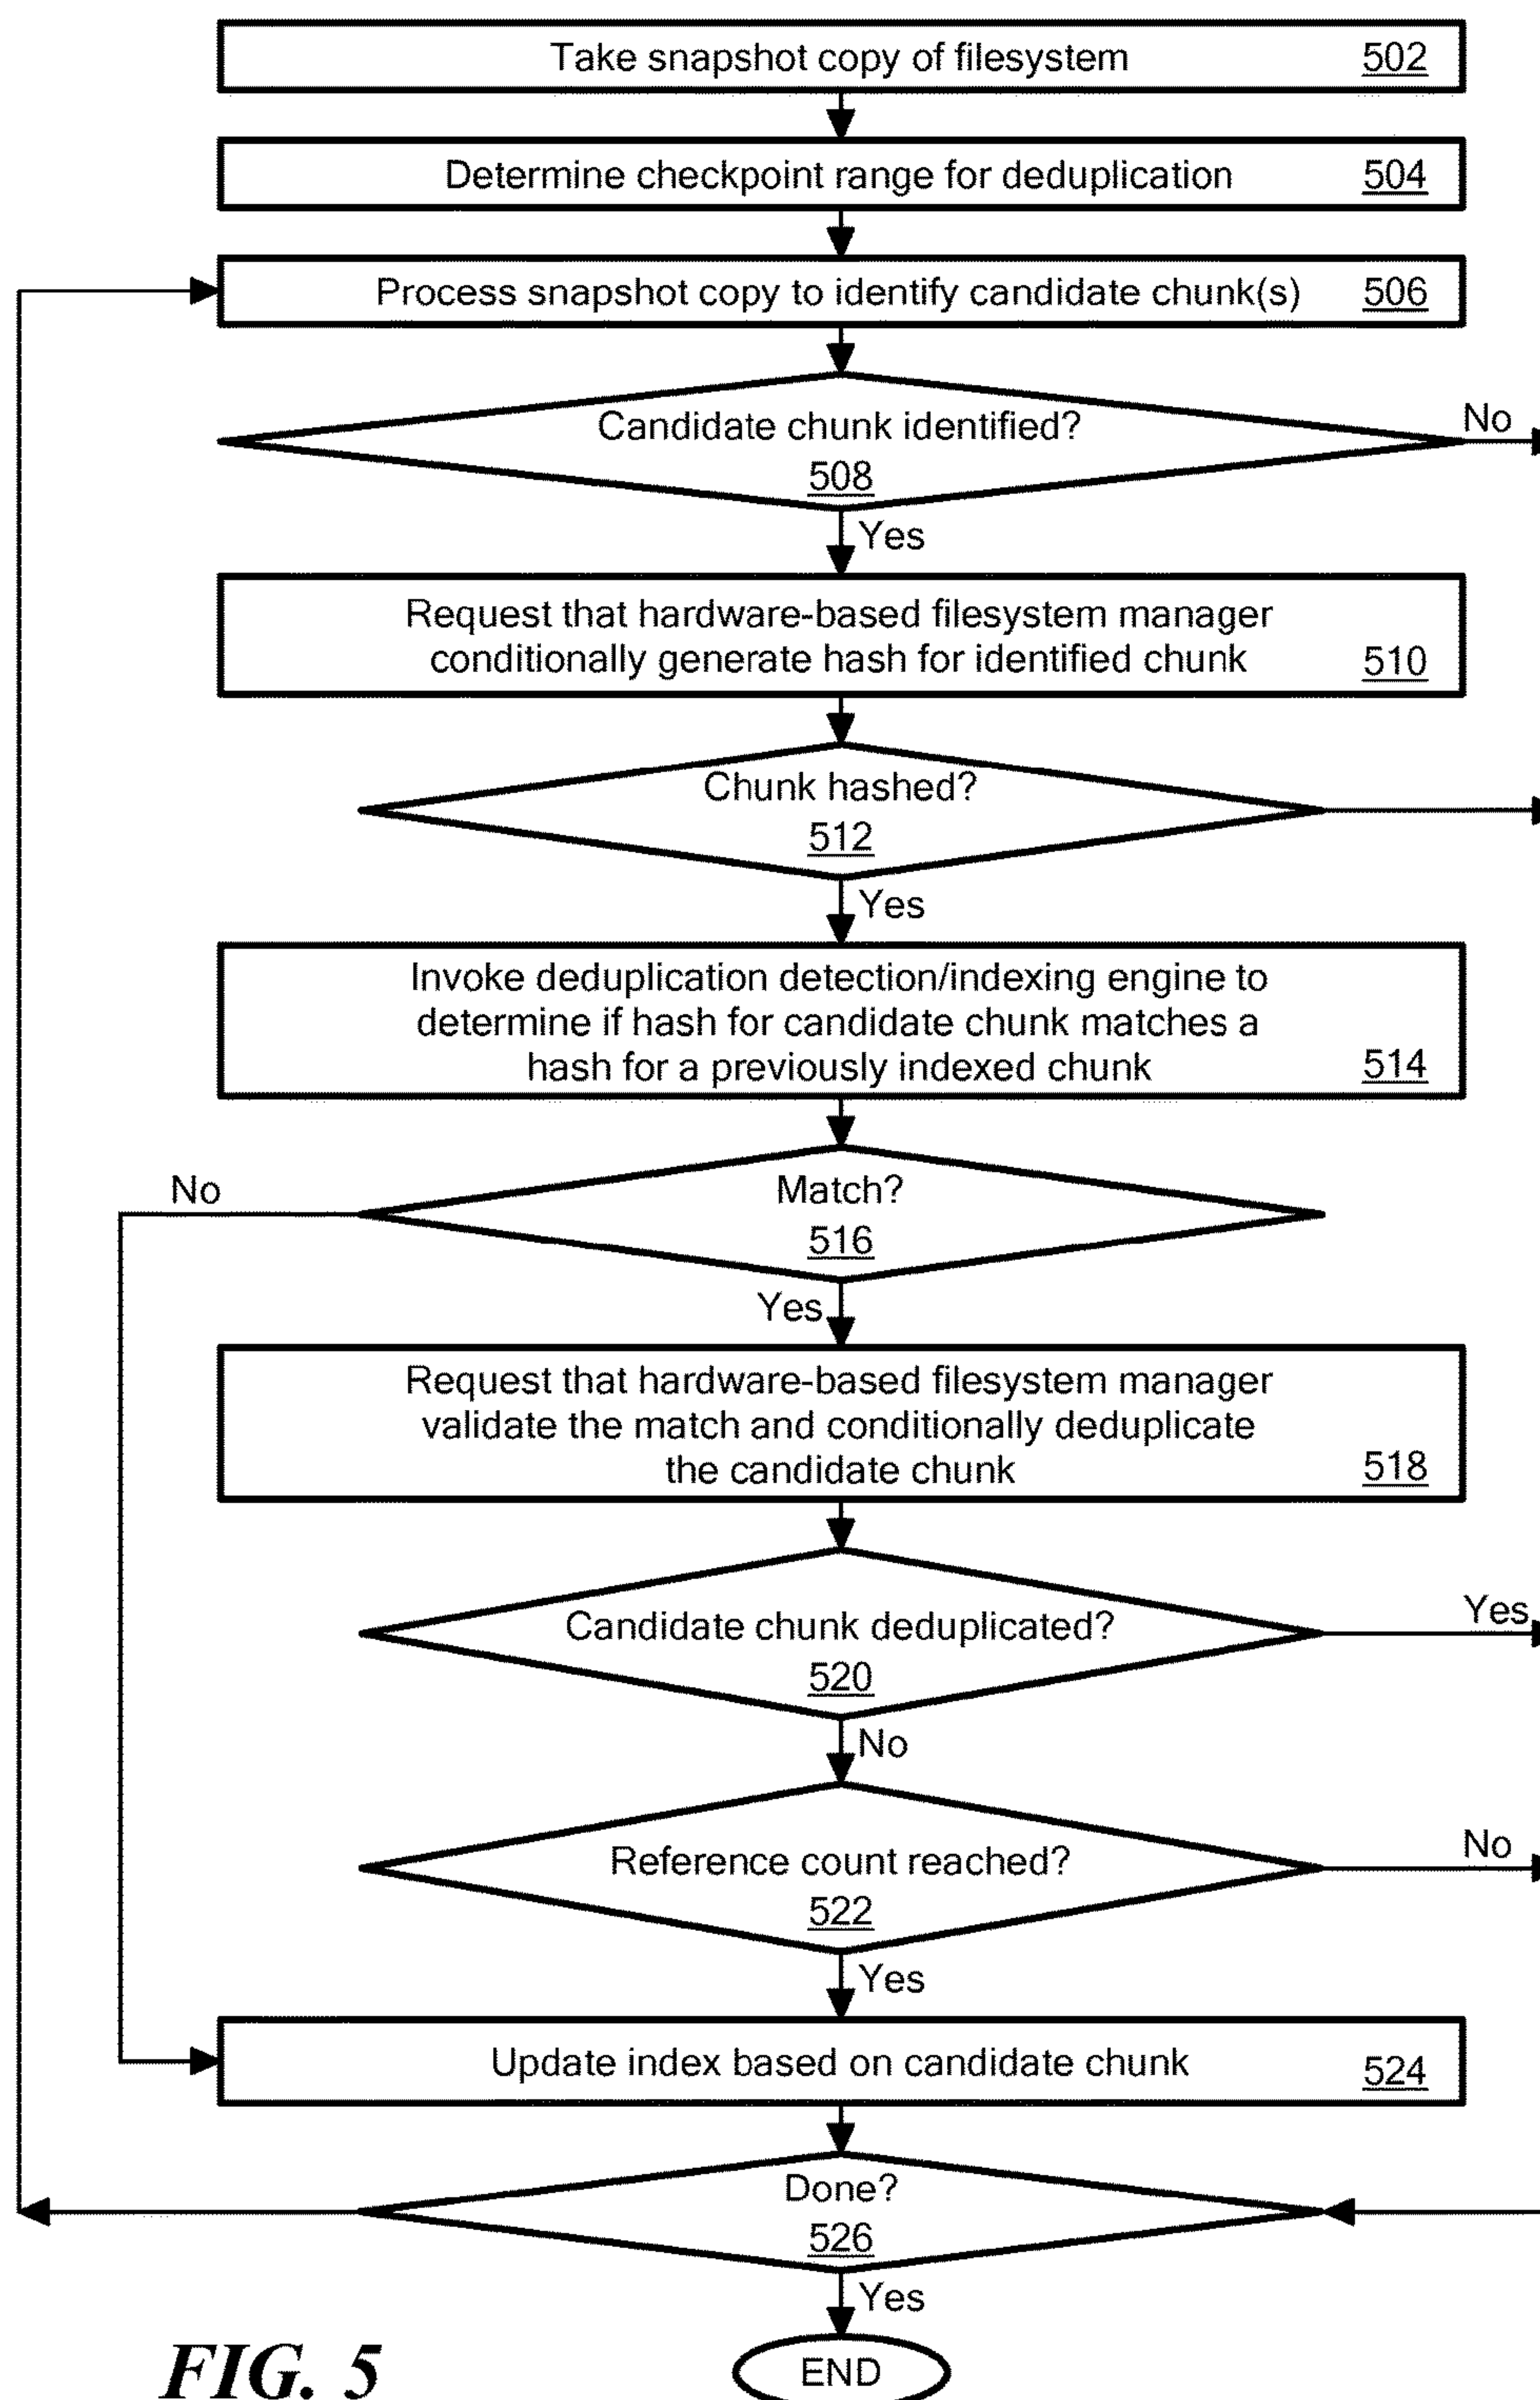 Take snapshot copy of filesystem 502
Determine checkpoint range for deduplication 504
Process snapshot copy to identify candidate chunk(s) 506
Candidate chunk identified?
No
508
Yes
Request that hardware-based filesystem manager
conditionally generate hash for identified chunk 510
Chunk hashed?
512
Yes
Invoke deduplication detection/indexing engine to
determine if hash for candidate chunk matches a
hash for a previously indexed chunk 514
No
Match?
516
Yes
Request that hardware-based filesystem manager
validate the match and conditionally deduplicate
the candidate chunk 518
Candidate chunk deduplicated?
Yes
520
No
Reference count reached?
No
522
Yes
Update index based on candidate chunk 524
Done?
526
Yes
END
FIG. 5